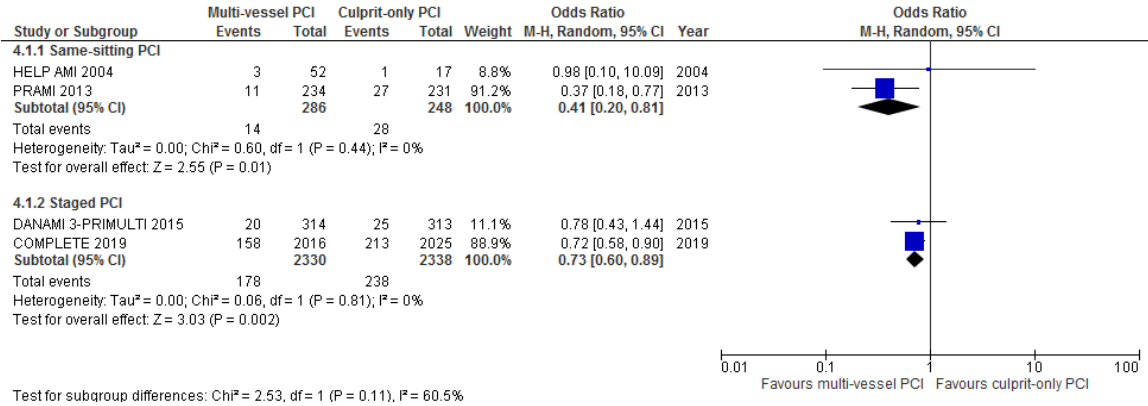 Multi-vessel PCI Culprit-only PCI Odds Ratio Odds Ratio
Study or Subgroup Events Total Events Total Weight M-H, Random, 95% CI Year M-H, Random, 95% CI
4.1.1 Same-sitting PCI
HELP AMI 2004 3 52 1 17 8.8% 0.98 [0.10, 10.09] 2004
PRAMI 2013 11 234 27 231 91.2% 0.37 [0.18, 0.77] 2013
Subtotal (95% CI) 286 248 100.0% 0.41 [0.20, 0.81]
Total events 14 28
Heterogeneity: Tau² = 0.00; Chi² = 0.60, df = 1 (P = 0.44); I² = 0%
Test for overall effect: Z = 2.55 (P = 0.01)
4.1.2 Staged PCI
DANAMI 3-PRIMULTI 2015 20 314 25 313 11.1% 0.78 [0.43, 1.44] 2015
COMPLETE 2019 158 2016 213 2025 88.9% 0.72 [0.58, 0.90] 2019
Subtotal (95% CI) 2330 2338 100.0% 0.73 [0.60, 0.89]
Total events 178 238
Heterogeneity: Tau² = 0.00; Chi² = 0.06, df = 1 (P = 0.81); I² = 0%
Test for overall effect: Z = 3.03 (P = 0.002)
0.01 0.1 1 10 100
Favours multi-vessel PCI Favours culprit-only PCI
Test for subgroup differences: Chi² = 2.53, df = 1 (P = 0.11), I² = 60.5%